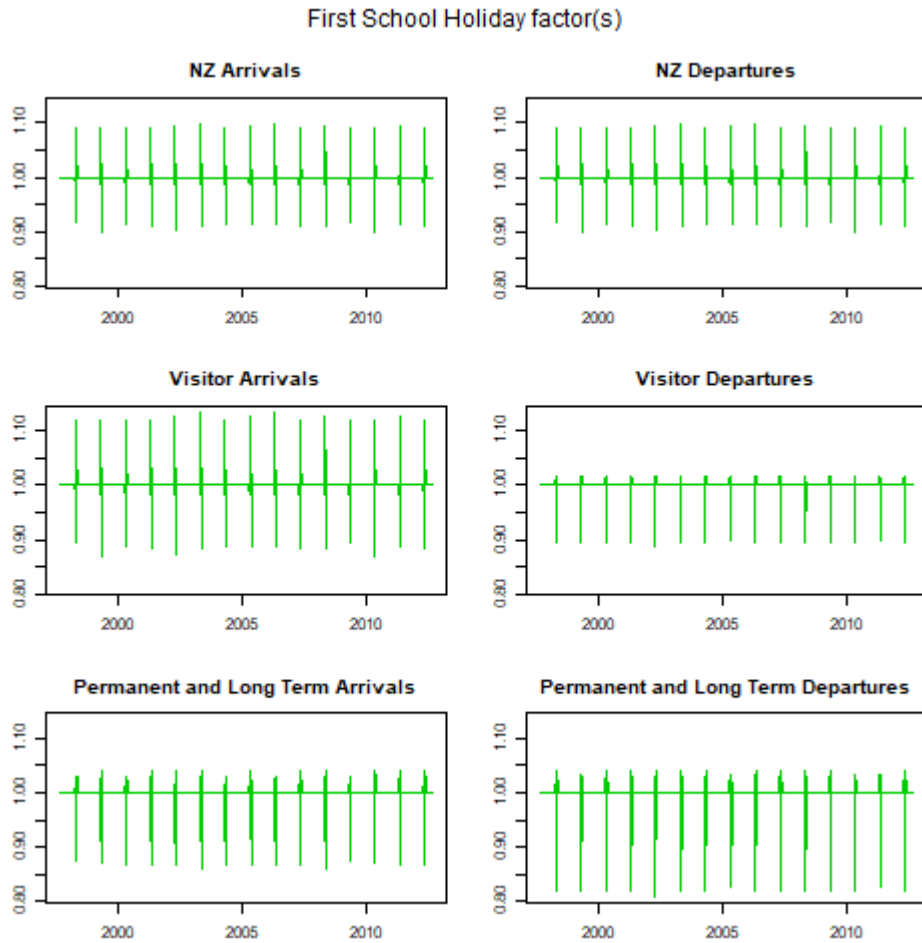 First School Holiday factor(s)
NZ Arrivals
NZ Departures
1.10
1.00
0.90
0.80
2000 2005 2010
1.10
1.00
0.90
0.80
2000 2005 2010
Visitor Arrivals
Visitor Departures
1.10
1.00
0.90
0.80
2000 2005 2010
1.10
1.00
0.90
0.80
2000 2005 2010
Permanent and Long Term Arrivals
Permanent and Long Term Departures
1.10
1.00
0.90
0.80
2000 2005 2010
1.10
1.00
0.90
0.80
2000 2005 2010